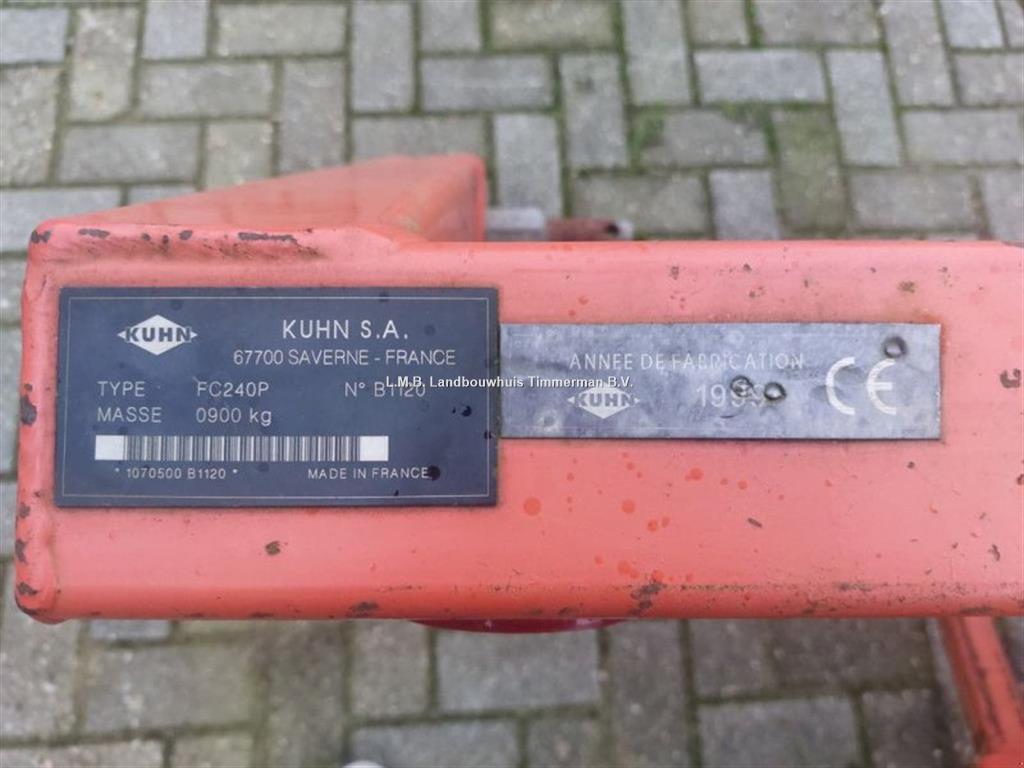 KUHN
KUHN S.A.
67700 SAVERNE - FRANCE
TYPE FC240P N° B1120
MASSE 0900 kg
* 1070500 B1120 *
MADE IN FRANCE
ANNEE DE FABRICATION
KUHN
CE
L.M.B. Landbouwhuis Timmerman B.V.